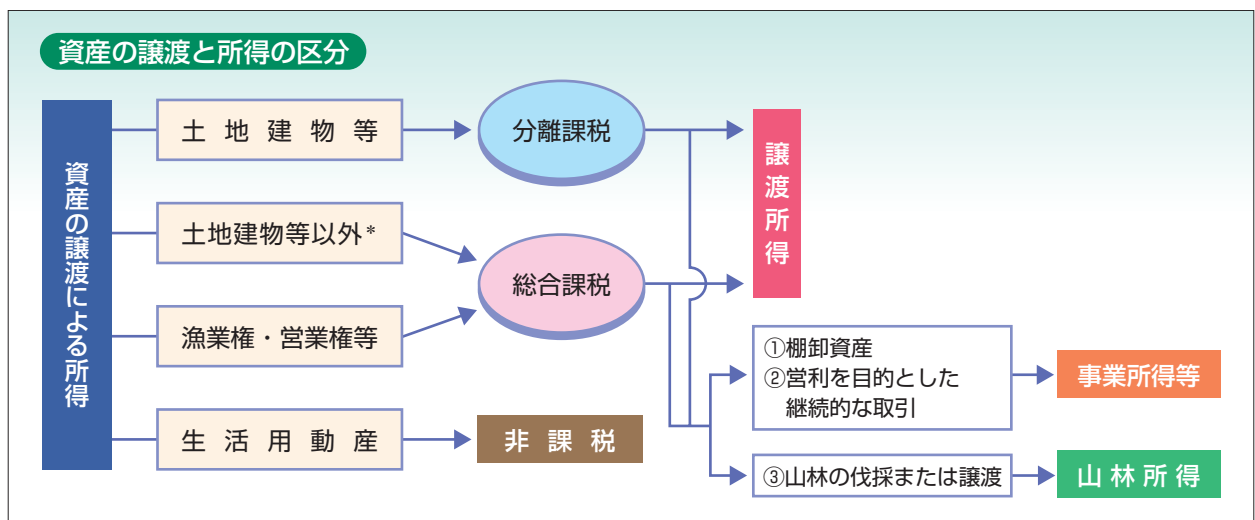 資産の譲渡と所得の区分
資産の譲渡による所得
土地建物等
分離課税
譲渡所得
土地建物等以外*
総合課税
漁業権・営業権等
①棚卸資産
②営利を目的とした
継続的な取引
事業所得等
生活用動産
非課税
③山林の伐採または譲渡
山林所得